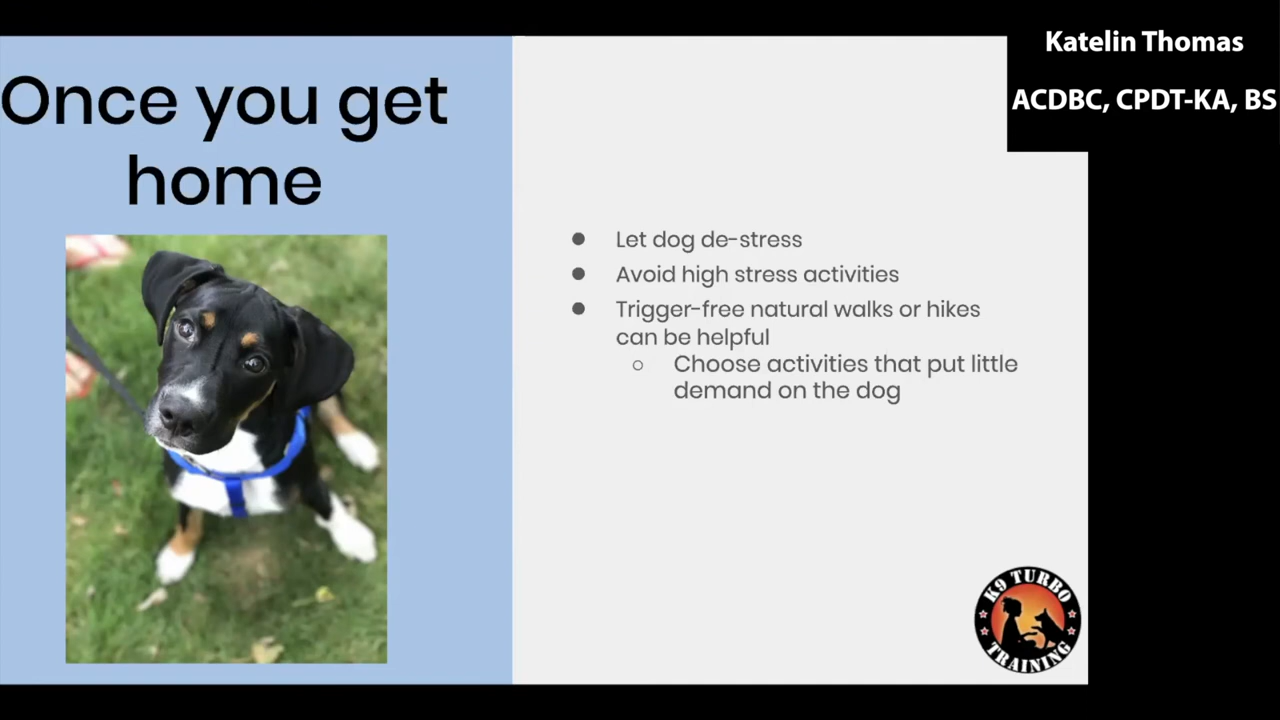 Once you get
home
Katelin Thomas
ACDBC, CPDT-KA, BS
● Let dog de-stress
● Avoid high stress activities
● Trigger-free natural walks or hikes
can be helpful
○ Choose activities that put little
demand on the dog
K9 TURBO
TRAINING